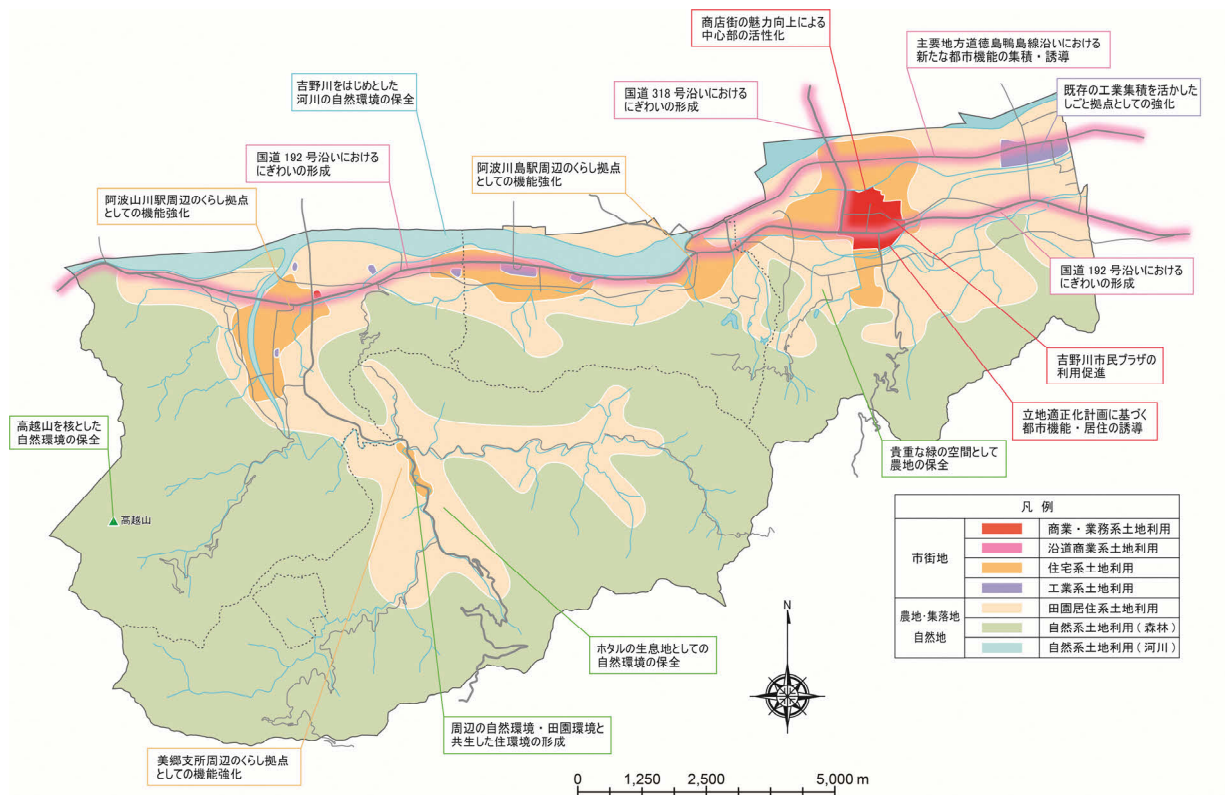 商店街の魅力向上による
中心部の活性化
主要地方道徳島鴨島線沿いにおける
新たな都市機能の集積・誘導
吉野川をはじめとした
河川の自然環境の保全
国道318号沿いにおける
にぎわいの形成
既存の工業集積を活かした
しごと拠点としての強化
国道192号沿いにおける
にぎわいの形成
阿波川島駅周辺のくらし拠点
としての機能強化
阿波山川駅周辺のくらし拠点
としての機能強化
国道192号沿いにおける
にぎわいの形成
吉野川市民プラザの
利用促進
高越山を核とした
自然環境の保全
立地適正化計画に基づく
都市機能・居住の誘導
貴重な緑の空間として
農地の保全
高越山
凡 例
市街地
商業・業務系土地利用
沿道商業系土地利用
住宅系土地利用
工業系土地利用
農地・集落地
自然地
田園居住系土地利用
自然系土地利用(森林)
自然系土地利用(河川)
N
ホタルの生息地としての
自然環境の保全
周辺の自然環境・田園環境と
共生した住環境の形成
美郷支所周辺のくらし拠点
としての機能強化
0 1,250 2,500 5,000 m